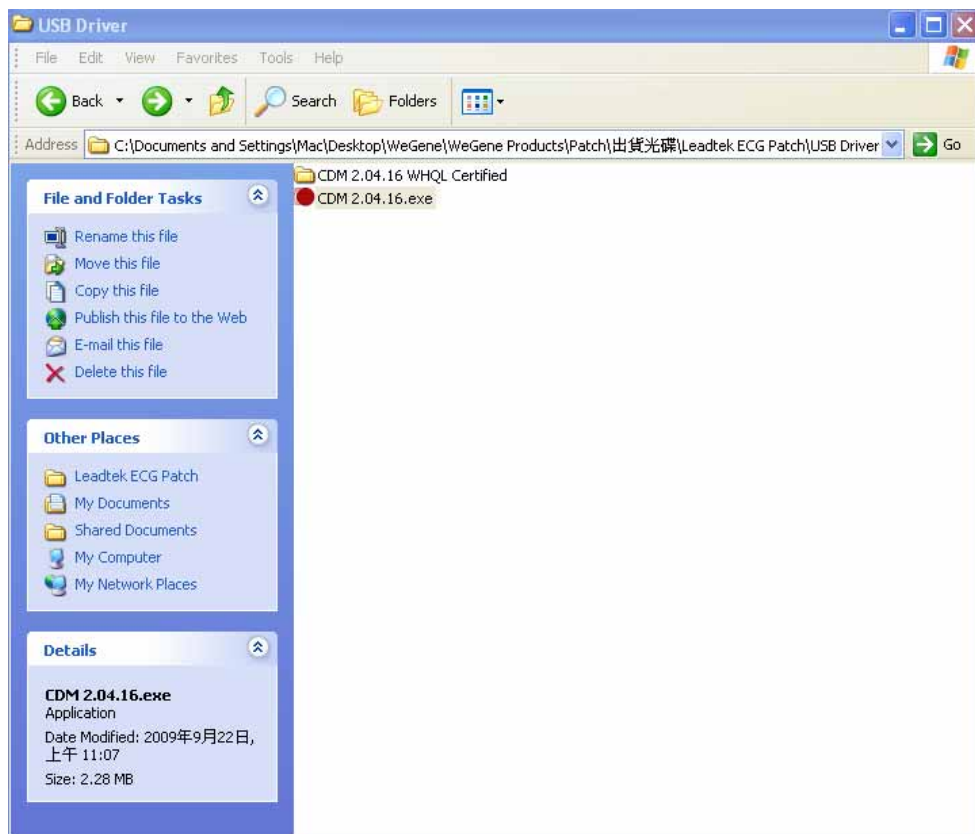 USB Driver
File Edit View Favorites Tools Help
Back Search Folders
Address C:\Documents and Settings\Mac\Desktop\WeGene\WeGene Products\Patch\出貨光碟\Leadtek ECG Patch\USB Driver Go
File and Folder Tasks
Rename this file
Move this file
Copy this file
Publish this file to the Web
E-mail this file
Delete this file
Other Places
Leadtek ECG Patch
My Documents
Shared Documents
My Computer
My Network Places
Details
CDM 2.04.16.exe
Application
Date Modified: 2009年9月22日,
上午 11:07
Size: 2.28 MB
CDM 2.04.16 WHQL Certified
CDM 2.04.16.exe